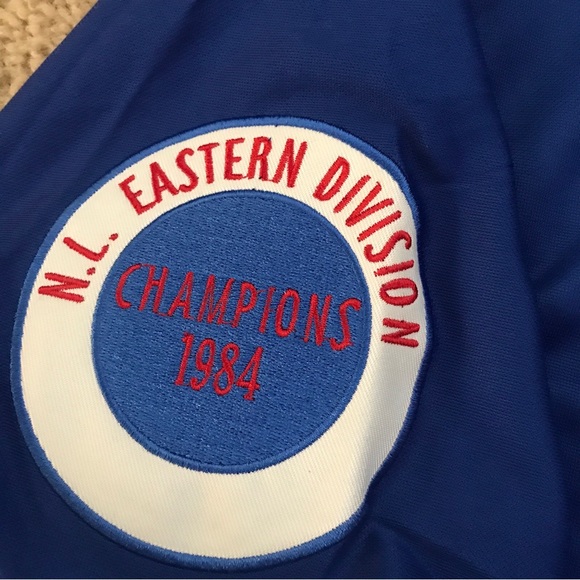 N.L. EASTERN DIVISION
CHAMPIONS
1984